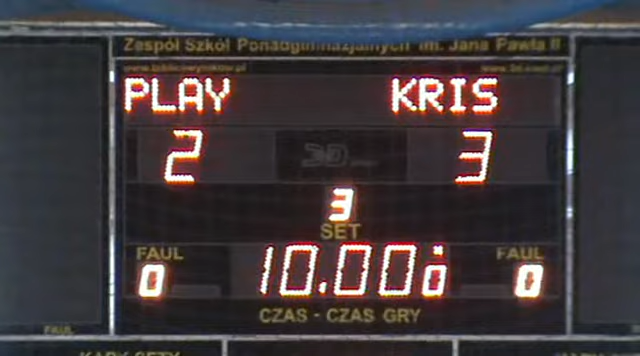 Zespół Szkół Ponadgimnazjalnych im. Jana Pawła II
PLAY KRIS
2 3
3
SET
FAUL FAUL
0 10.00 0 0
CZAS - CZAS GRY
FAUL